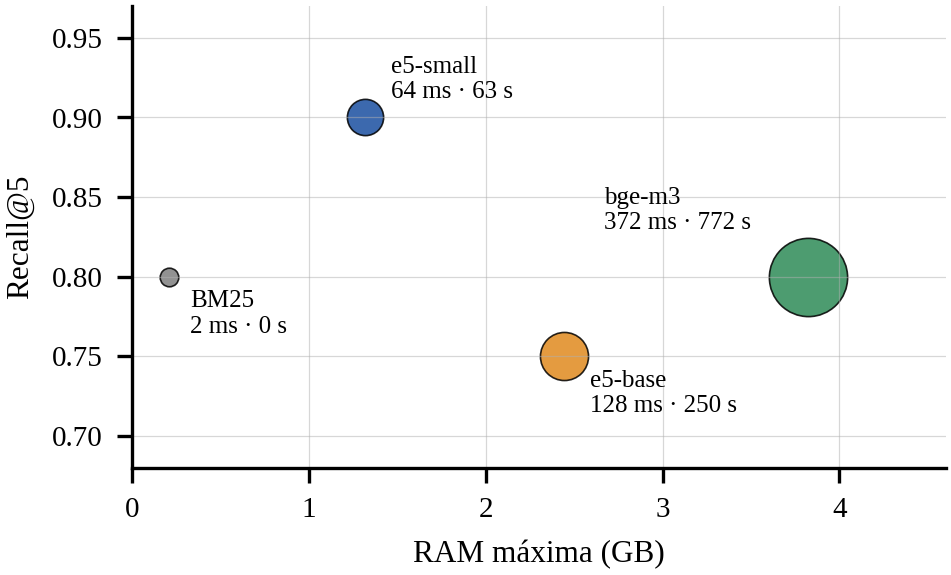 0.95
e5-small
64 ms · 63 s
0.90
bge-m3
0.85
372 ms · 772 s
Recall@5
0.80
BM25
2 ms · 0 s
0.75
e5-base
128 ms · 250 s
0.70
0 1 2 3 4
RAM máxima (GB)